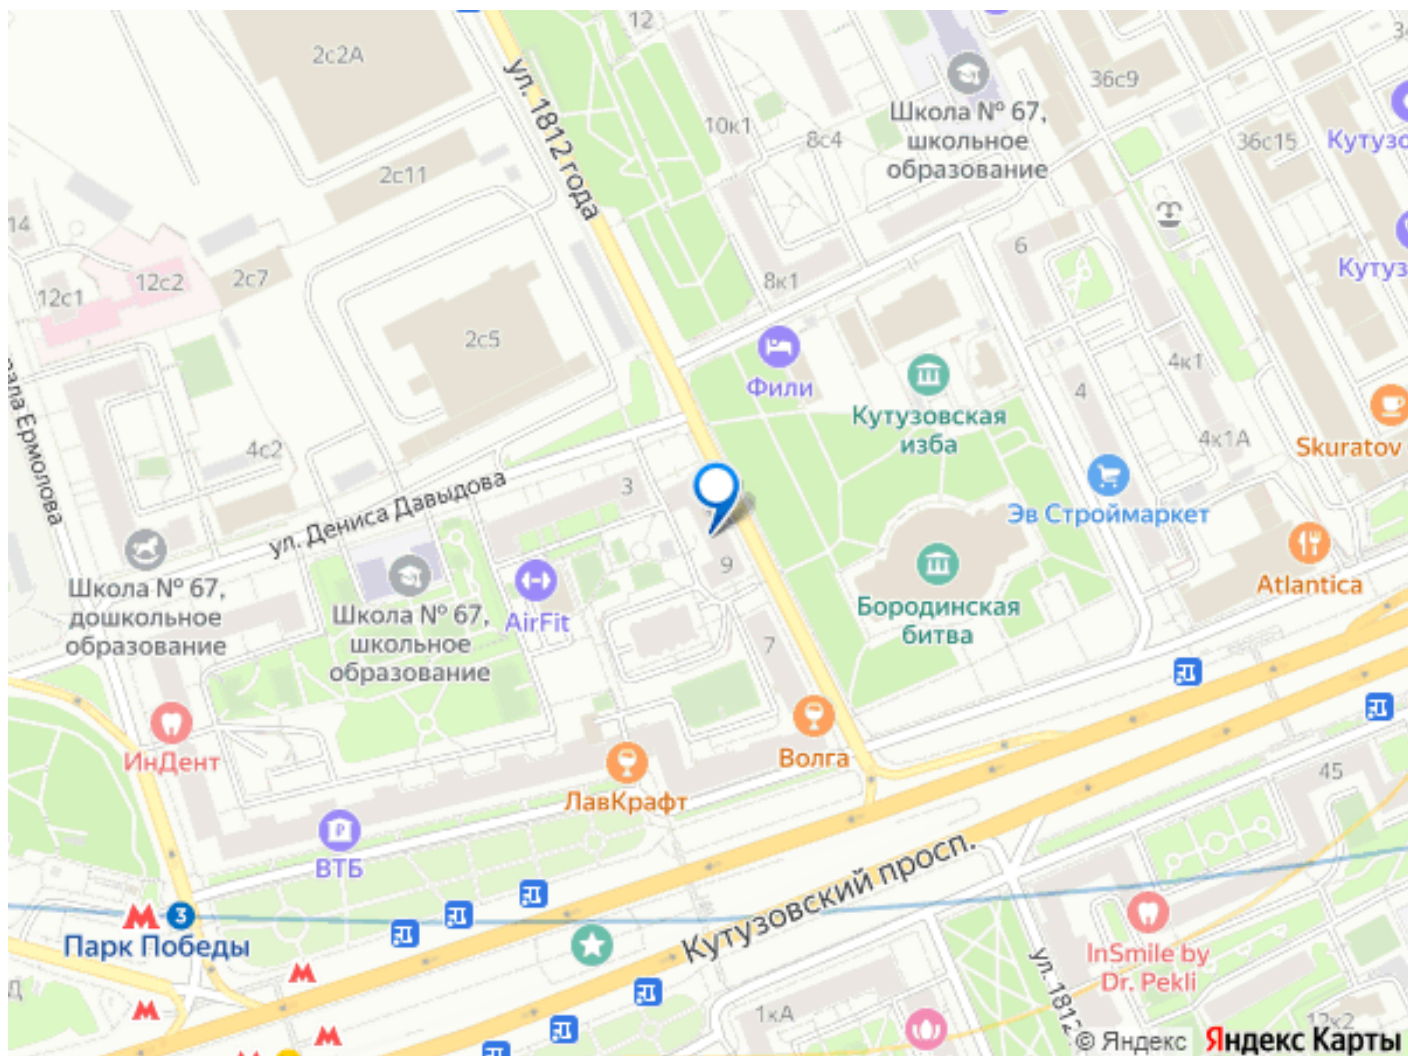 12
2с2А
ул. 1812 года
36с9
Школа № 67,
школьное
образование
10к1
8с4
36с15
Кутузо
2с11
14
12с2
2с7
12с1
6
8к1
Кутуз
2с5
Фили
4к1
4
Кутузовская
изба
ала Ермолова
4с2
4к1А
Skuratov
3
ул. Дениса Давыдова
Эв Строймаркет
9
Школа № 67,
дошкольное
образование
Школа № 67,
школьное
образование
AirFit
Atlantica
Бородинская
битва
7
ИнДент
Волга
ЛавКрафт
45
ВТБ
Кутузовский просп.
3
Парк Победы
InSmile by
Dr. Pekli
ул. 1812
1кА
12к2
© Яндекс
Яндекс Карты